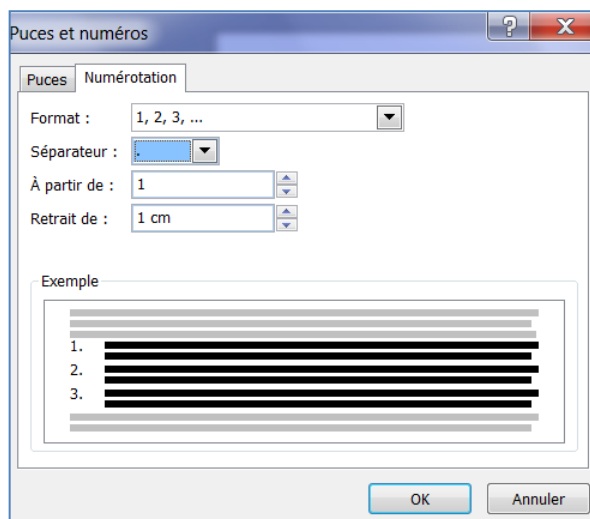 Puces et numéros
Puces Numérotation
Format : 1, 2, 3, ...
Séparateur : .
À partir de : 1
Retrait de : 1 cm
Exemple
1.
2.
3.
OK Annuler